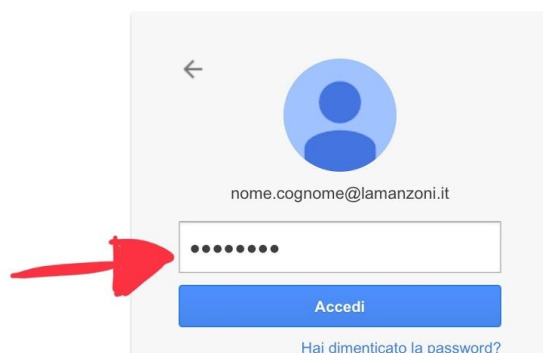 nome.cognome@lamanzoni.it
••••••••
Accedi
Hai dimenticato la password?